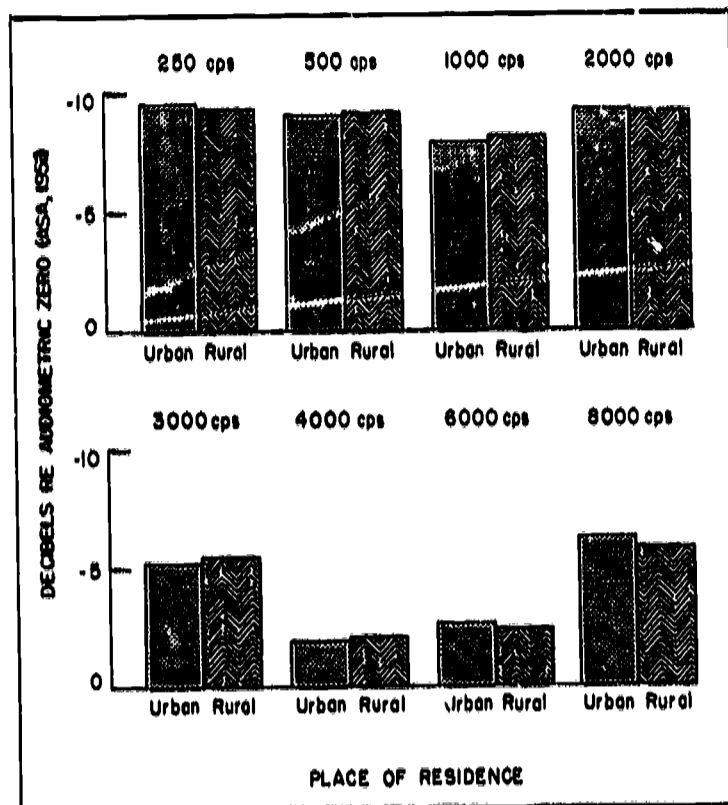 250 cps 500 cps 1000 cps 2000 cps
-10
-5
0
Urban Rural Urban Rural Urban Rural Urban Rural
3000 cps 4000 cps 6000 cps 8000 cps
-10
-5
0
Urban Rural Urban Rural Urban Rural Urban Rural
PLACE OF RESIDENCE
DECIBELS RE AUDIOMETRIC ZERO (ASA, 1951)